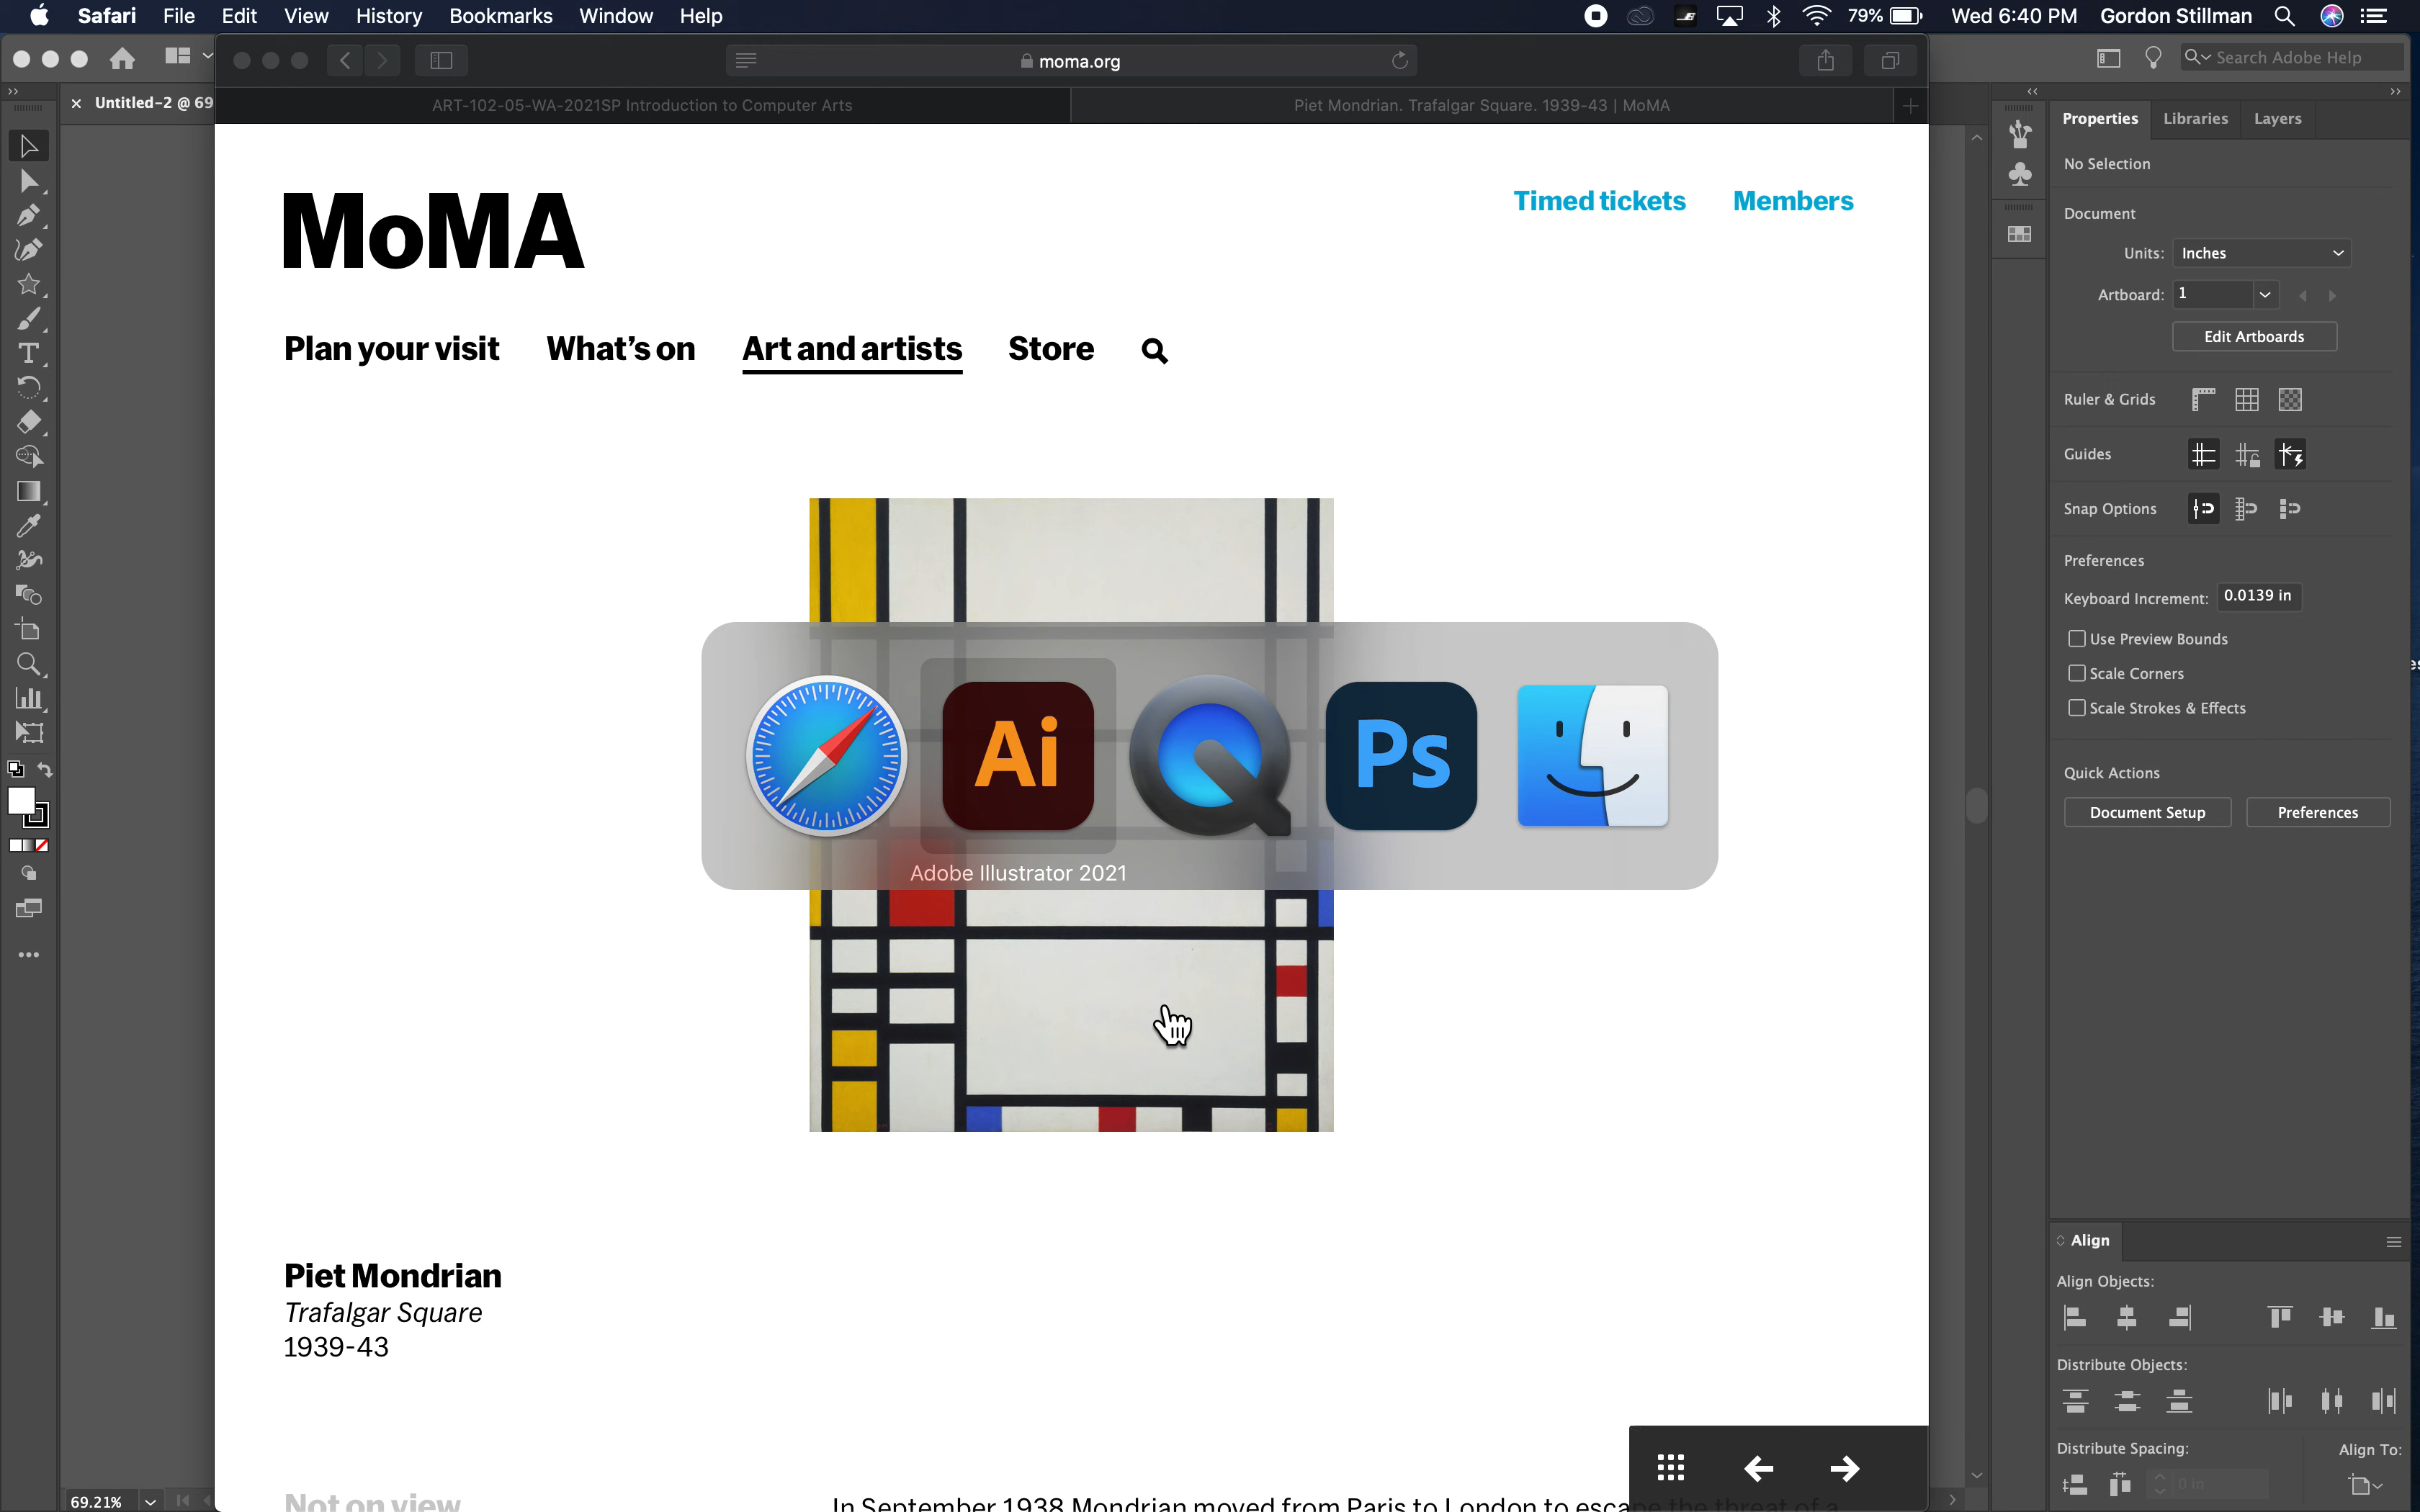 Safari File Edit View History Bookmarks Window Help 79% Wed 6:40 PM Gordon Stillman
moma.org
Search Adobe Help
Untitled-2 @ 69
ART-102-05-WA-2021SP Introduction to Computer Arts
Piet Mondrian. Trafalgar Square. 1939-43 | MoMA
MoMA
Timed tickets Members
Plan your visit What's on Art and artists Store
Ai Ps
Adobe Illustrator 2021
Piet Mondrian
Trafalgar Square
1939-43
Not on view
In September 1938 Mondrian moved from Paris to London to escape the threat of a
69.21%
Properties Libraries Layers
No Selection
Document
Units: Inches
Artboard: 1
Edit Artboards
Ruler & Grids
Guides
Snap Options
Preferences
Keyboard Increment: 0.0139 in
Use Preview Bounds
Scale Corners
Scale Strokes & Effects
Quick Actions
Document Setup Preferences
Align
Align Objects:
Distribute Objects:
Distribute Spacing: Align To:
0 in